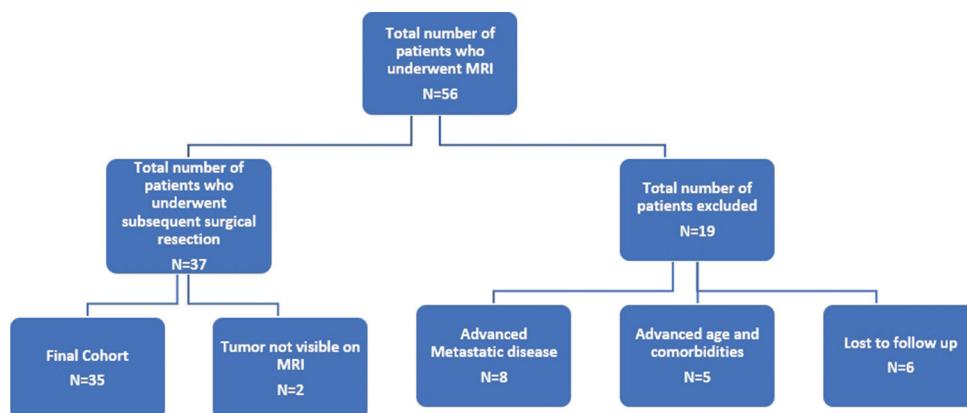 Total number of
patients who
underwent MRI
N=56
Total number of
patients who
underwent
subsequent surgical
resection
N=37
Total number of
patients excluded
N=19
Final Cohort
N=35
Tumor not visible on
MRI
N=2
Advanced
Metastatic disease
N=8
Advanced age and
comorbidities
N=5
Lost to follow up
N=6